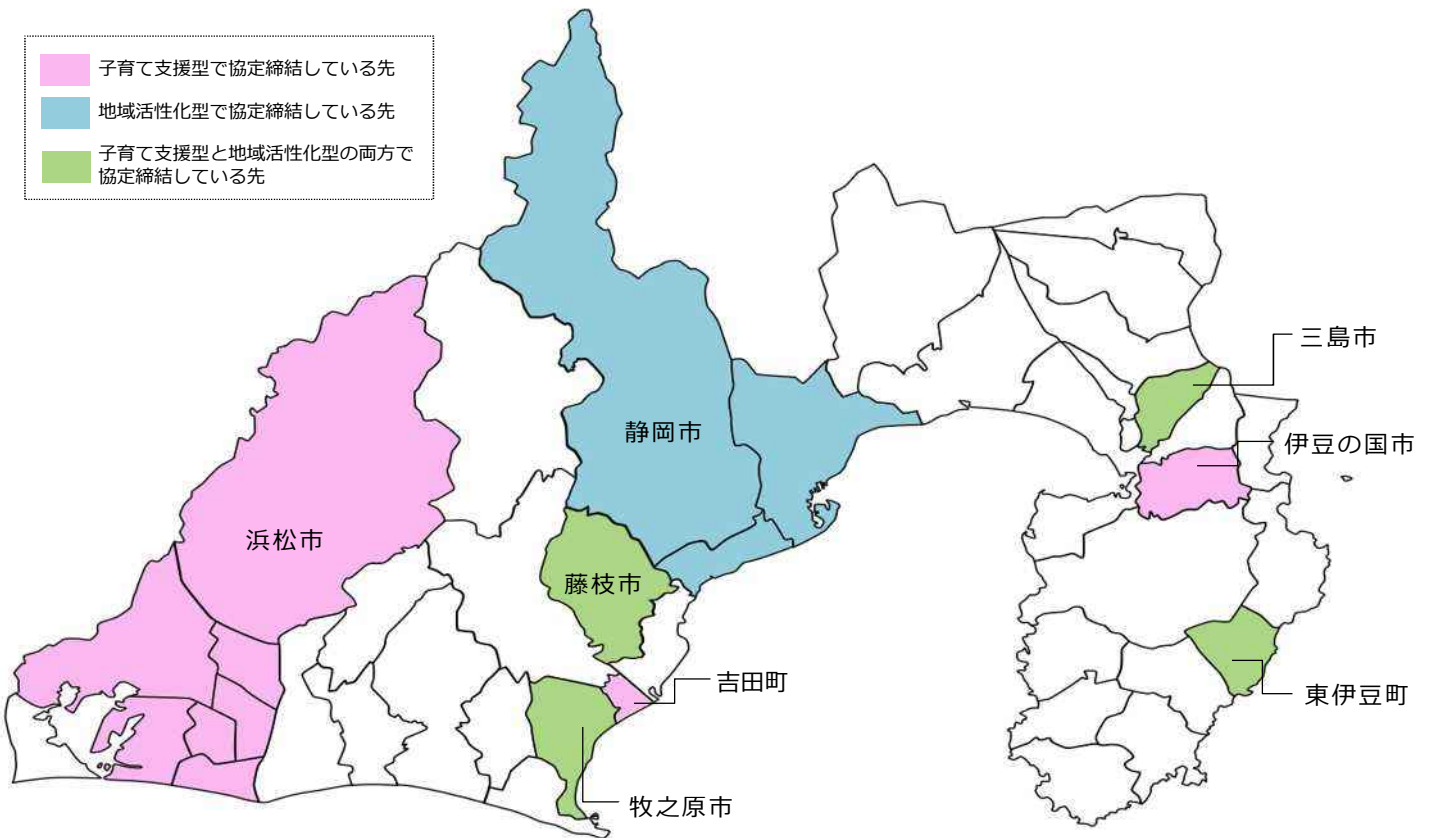 子育て支援型で協定締結している先
地域活性化型で協定締結している先
子育て支援型と地域活性化型の両方で
協定締結している先
三島市
静岡市
伊豆の国市
浜松市
藤枝市
吉田町
東伊豆町
牧之原市